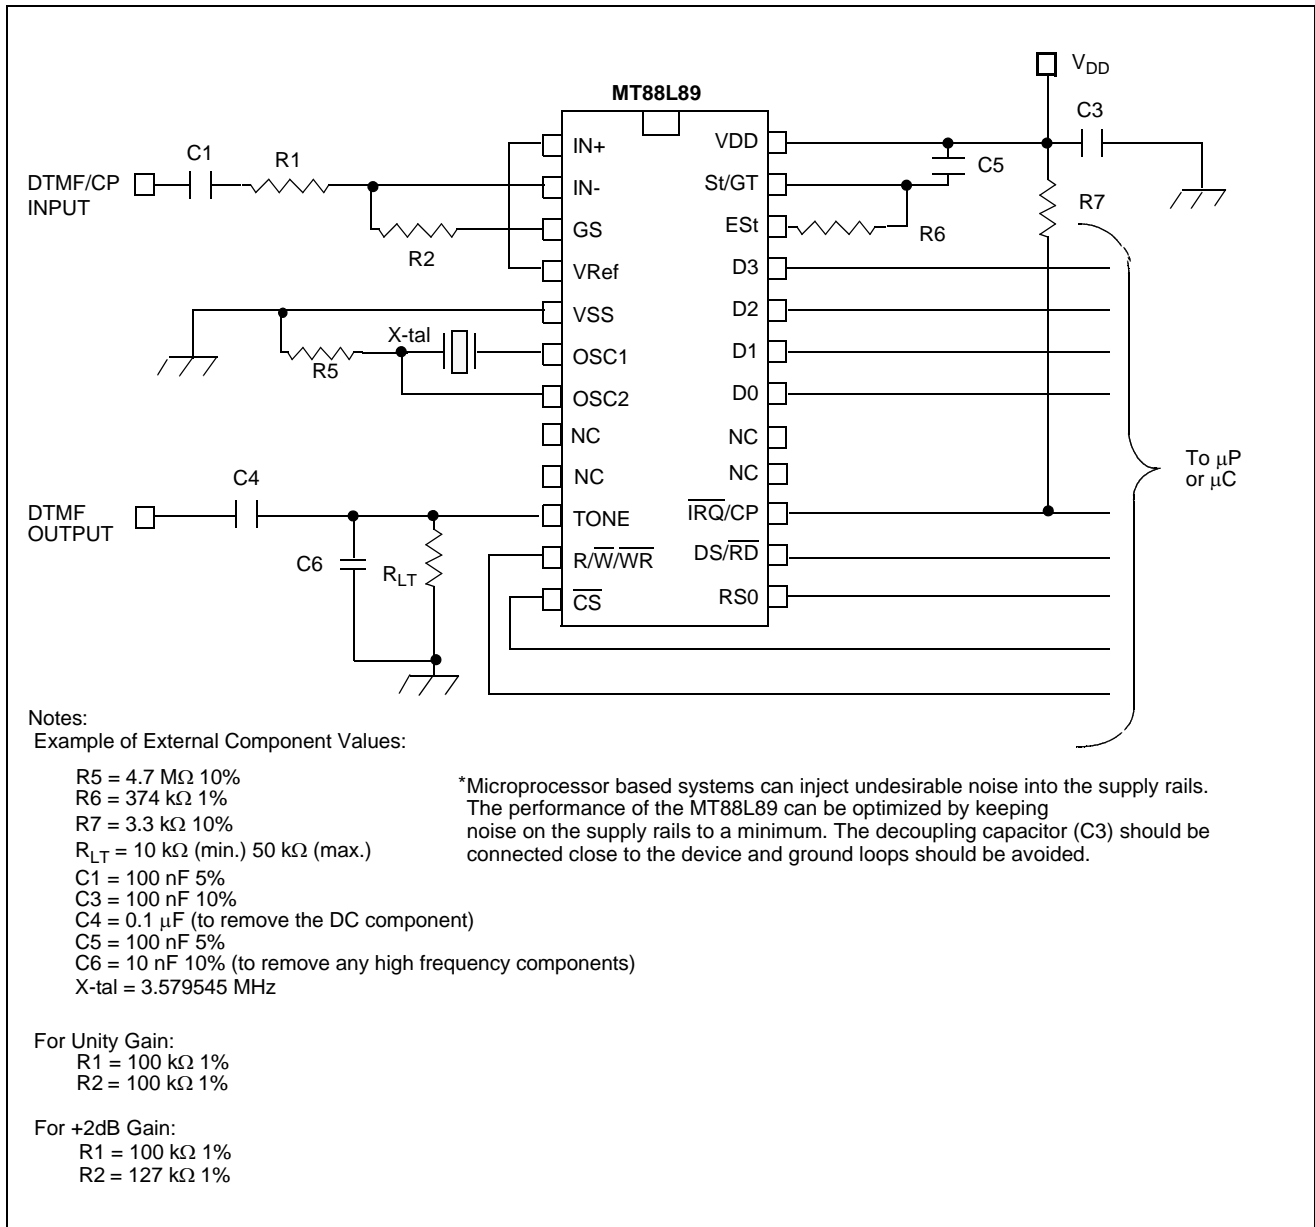 MT88L89
V_DD
C3
C5
R7
R6
C1
R1
R2
DTMF/CP
INPUT
IN+
IN-
GS
VRef
VSS
OSC1
OSC2
NC
NC
TONE
R/W̅/W̅R̅
C̅S̅
VDD
St/GT
ESt
D3
D2
D1
D0
NC
NC
I̅R̅Q̅/CP
DS/R̅D̅
RS0
X-tal
R5
C4
DTMF
OUTPUT
C6
R_LT
To μP
or μC
Notes:
Example of External Component Values:
R5 = 4.7 MΩ 10%
R6 = 374 kΩ 1%
R7 = 3.3 kΩ 10%
R_LT = 10 kΩ (min.) 50 kΩ (max.)
C1 = 100 nF 5%
C3 = 100 nF 10%
C4 = 0.1 μF (to remove the DC component)
C5 = 100 nF 5%
C6 = 10 nF 10% (to remove any high frequency components)
X-tal = 3.579545 MHz
*Microprocessor based systems can inject undesirable noise into the supply rails.
The performance of the MT88L89 can be optimized by keeping
noise on the supply rails to a minimum. The decoupling capacitor (C3) should be
connected close to the device and ground loops should be avoided.
For Unity Gain:
R1 = 100 kΩ 1%
R2 = 100 kΩ 1%
For +2dB Gain:
R1 = 100 kΩ 1%
R2 = 127 kΩ 1%